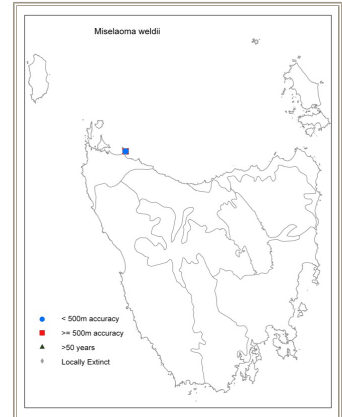 Miselaoma weldii
< 500m accuracy
>= 500m accuracy
>50 years
Locally Extinct